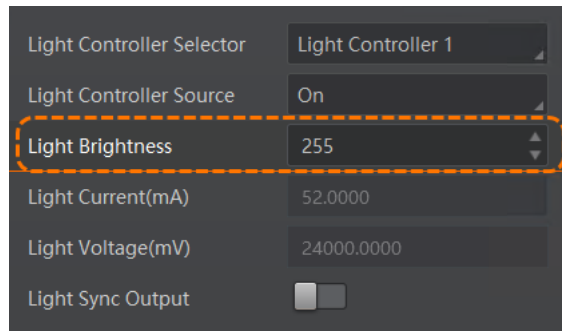 Light Controller Selector Light Controller 1
Light Controller Source On
Light Brightness 255
Light Current(mA) 52.0000
Light Voltage(mV) 24000.0000
Light Sync Output